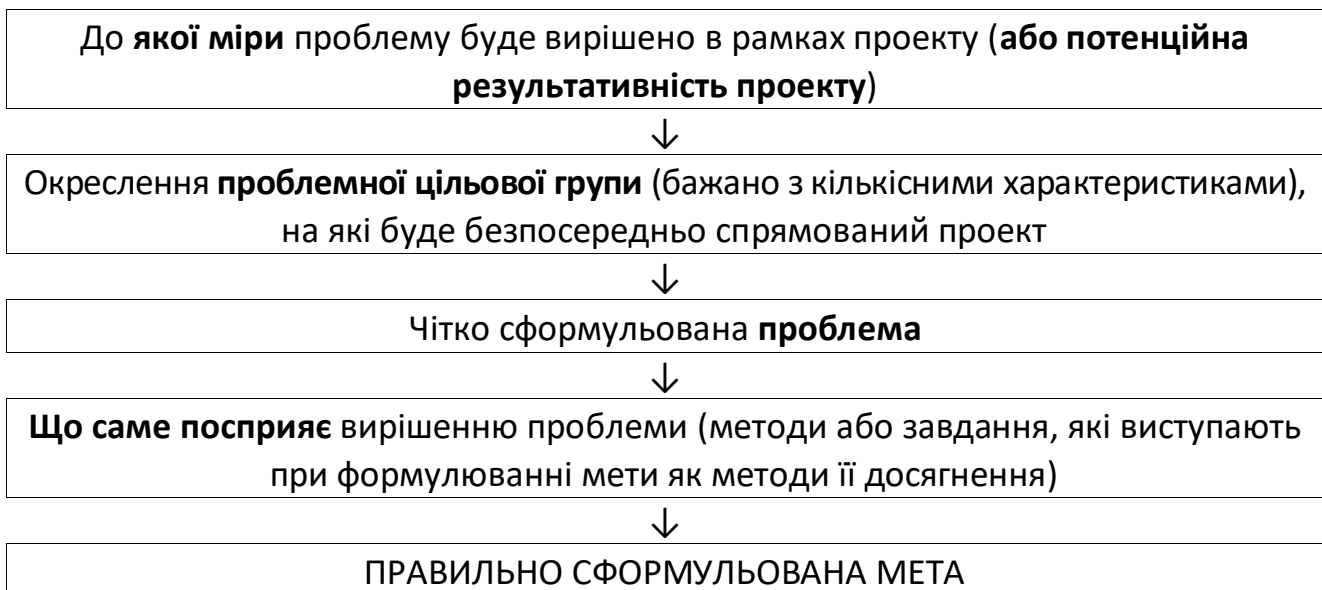 До якої міри проблему буде вирішено в рамках проекту (або потенційна
результативність проекту)
↓
Окреслення проблемної цільової групи (бажано з кількісними характеристиками),
на які буде безпосередньо спрямований проект
↓
Чітко сформульована проблема
↓
Що саме посприяє вирішенню проблеми (методи або завдання, які виступають
при формулюванні мети як методи її досягнення)
↓
ПРАВИЛЬНО СФОРМУЛЬОВАНА МЕТА